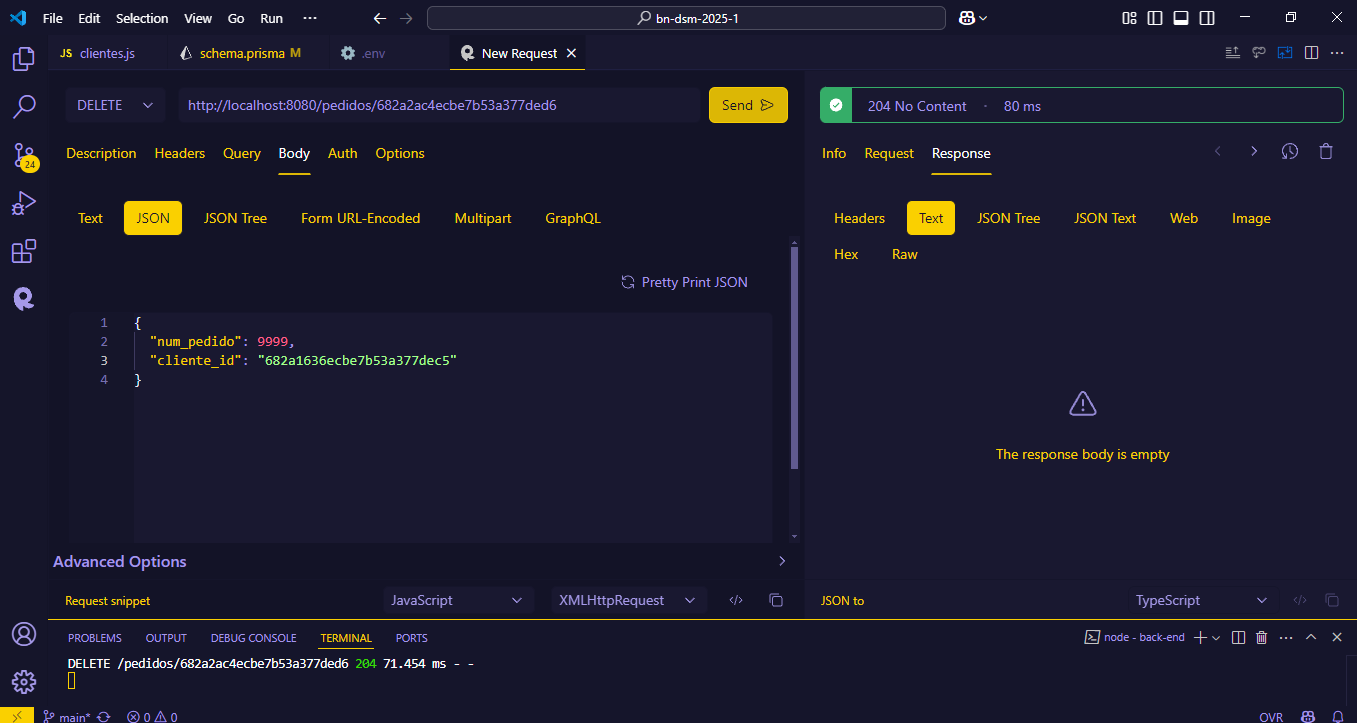 File Edit Selection View Go Run ··· bn-dsm-2025-1
JS clientes.js schema.prisma M .env New Request
DELETE http://localhost:8080/pedidos/682a2ac4ecbe7b53a377ded6 Send
204 No Content · 80 ms
Description Headers Query Body Auth Options
Info Request Response
24
Text JSON JSON Tree Form URL-Encoded Multipart GraphQL
Headers Text JSON Tree JSON Text Web Image
Hex Raw
Pretty Print JSON
1 {
2 "num_pedido": 9999,
3 "cliente_id": "682a1636ecbe7b53a377dec5"
4 }
The response body is empty
Advanced Options
Request snippet JavaScript XMLHttpRequest
JSON to TypeScript
PROBLEMS OUTPUT DEBUG CONSOLE TERMINAL PORTS node - back-end
DELETE /pedidos/682a2ac4ecbe7b53a377ded6 204 71.454 ms - -
main* 0 0 OVR